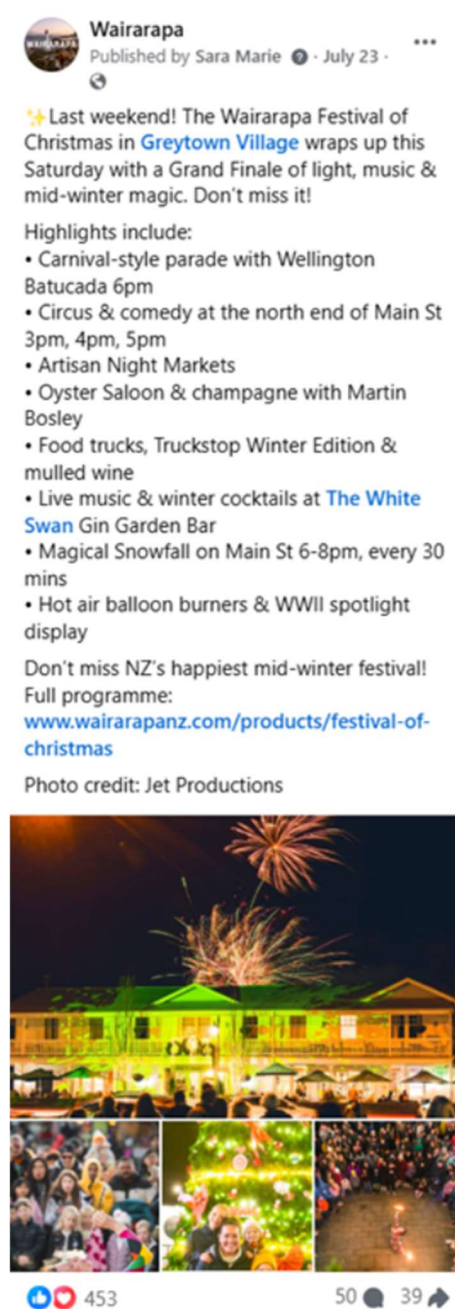 Wairarapa
Published by Sara Marie · July 23 ·
WAIRARAPA
✨Last weekend! The Wairarapa Festival of
Christmas in Greytown Village wraps up this
Saturday with a Grand Finale of light, music &
mid-winter magic. Don't miss it!
Highlights include:
• Carnival-style parade with Wellington
Batucada 6pm
• Circus & comedy at the north end of Main St
3pm, 4pm, 5pm
• Artisan Night Markets
• Oyster Saloon & champagne with Martin
Bosley
• Food trucks, Truckstop Winter Edition &
mulled wine
• Live music & winter cocktails at The White
Swan Gin Garden Bar
• Magical Snowfall on Main St 6-8pm, every 30
mins
• Hot air balloon burners & WWII spotlight
display
Don't miss NZ's happiest mid-winter festival!
Full programme:
www.wairarapanz.com/products/festival-of-
christmas
Photo credit: Jet Productions
453
50 39